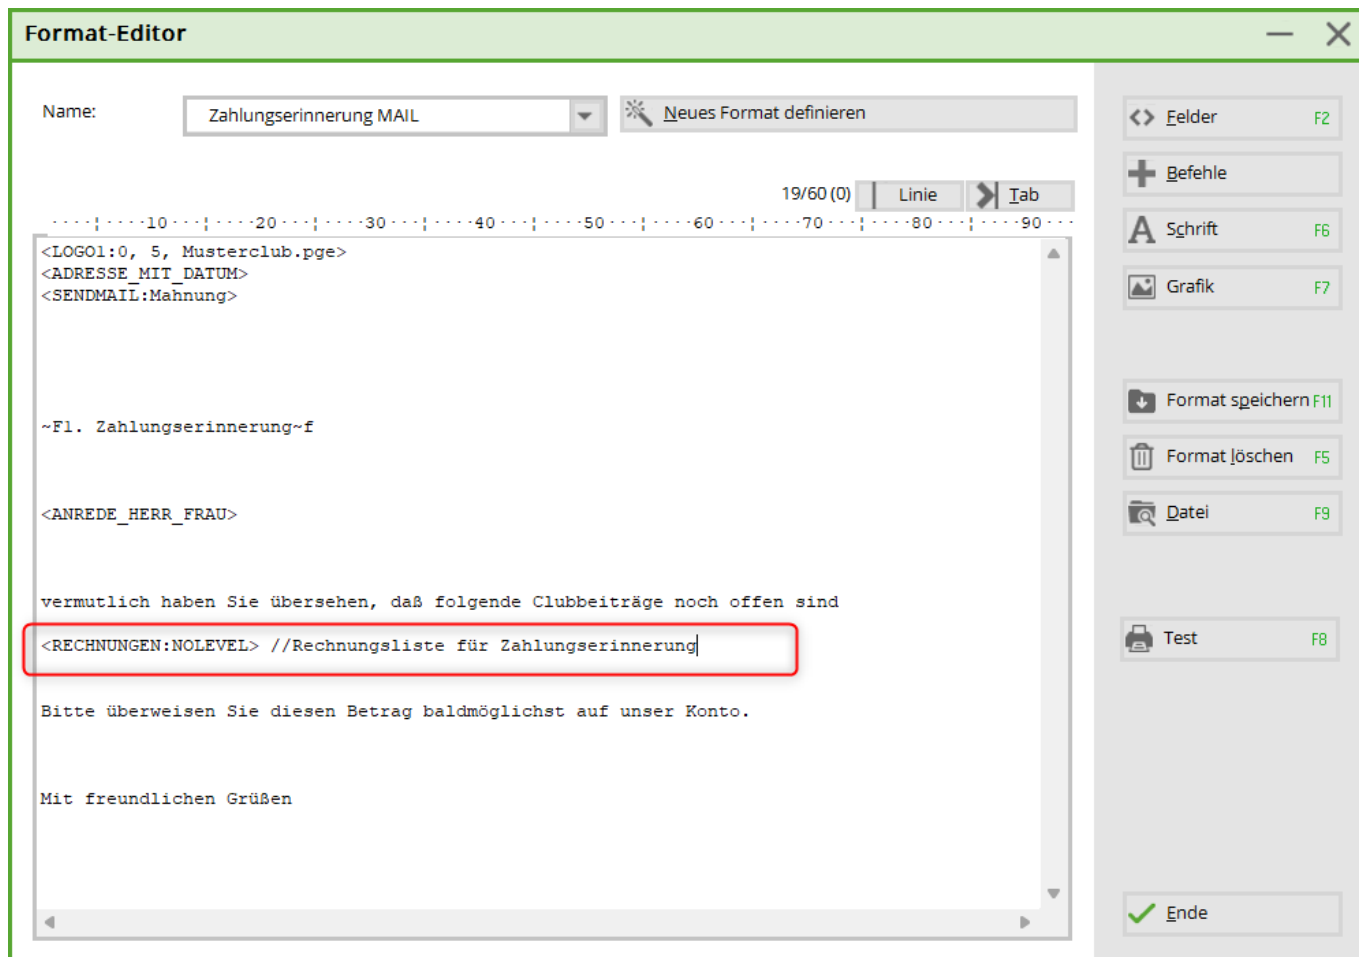 Format-Editor
Name:
Zahlungserinnerung MAIL
Neues Format definieren
19/60 (0)
Linie
Tab
····¦····10···¦····20···¦····30···¦····40···¦····50···¦····60···¦····70···¦····80···¦····90···
<LOGO1:0, 5, Musterclub.pge>
<ADRESSE_MIT_DATUM>
<SENDMAIL:Mahnung>
~F1. Zahlungserinnerung~f
<ANREDE_HERR_FRAU>
vermutlich haben Sie übersehen, daß folgende Clubbeiträge noch offen sind
<RECHNUNGEN:NOLEVEL> //Rechnungsliste für Zahlungserinnerung
Bitte überweisen Sie diesen Betrag baldmöglichst auf unser Konto.
Mit freundlichen Grüßen
Felder F2
Befehle
Schrift F6
Grafik F7
Format speichern F11
Format löschen F5
Datei F9
Test F8
Ende